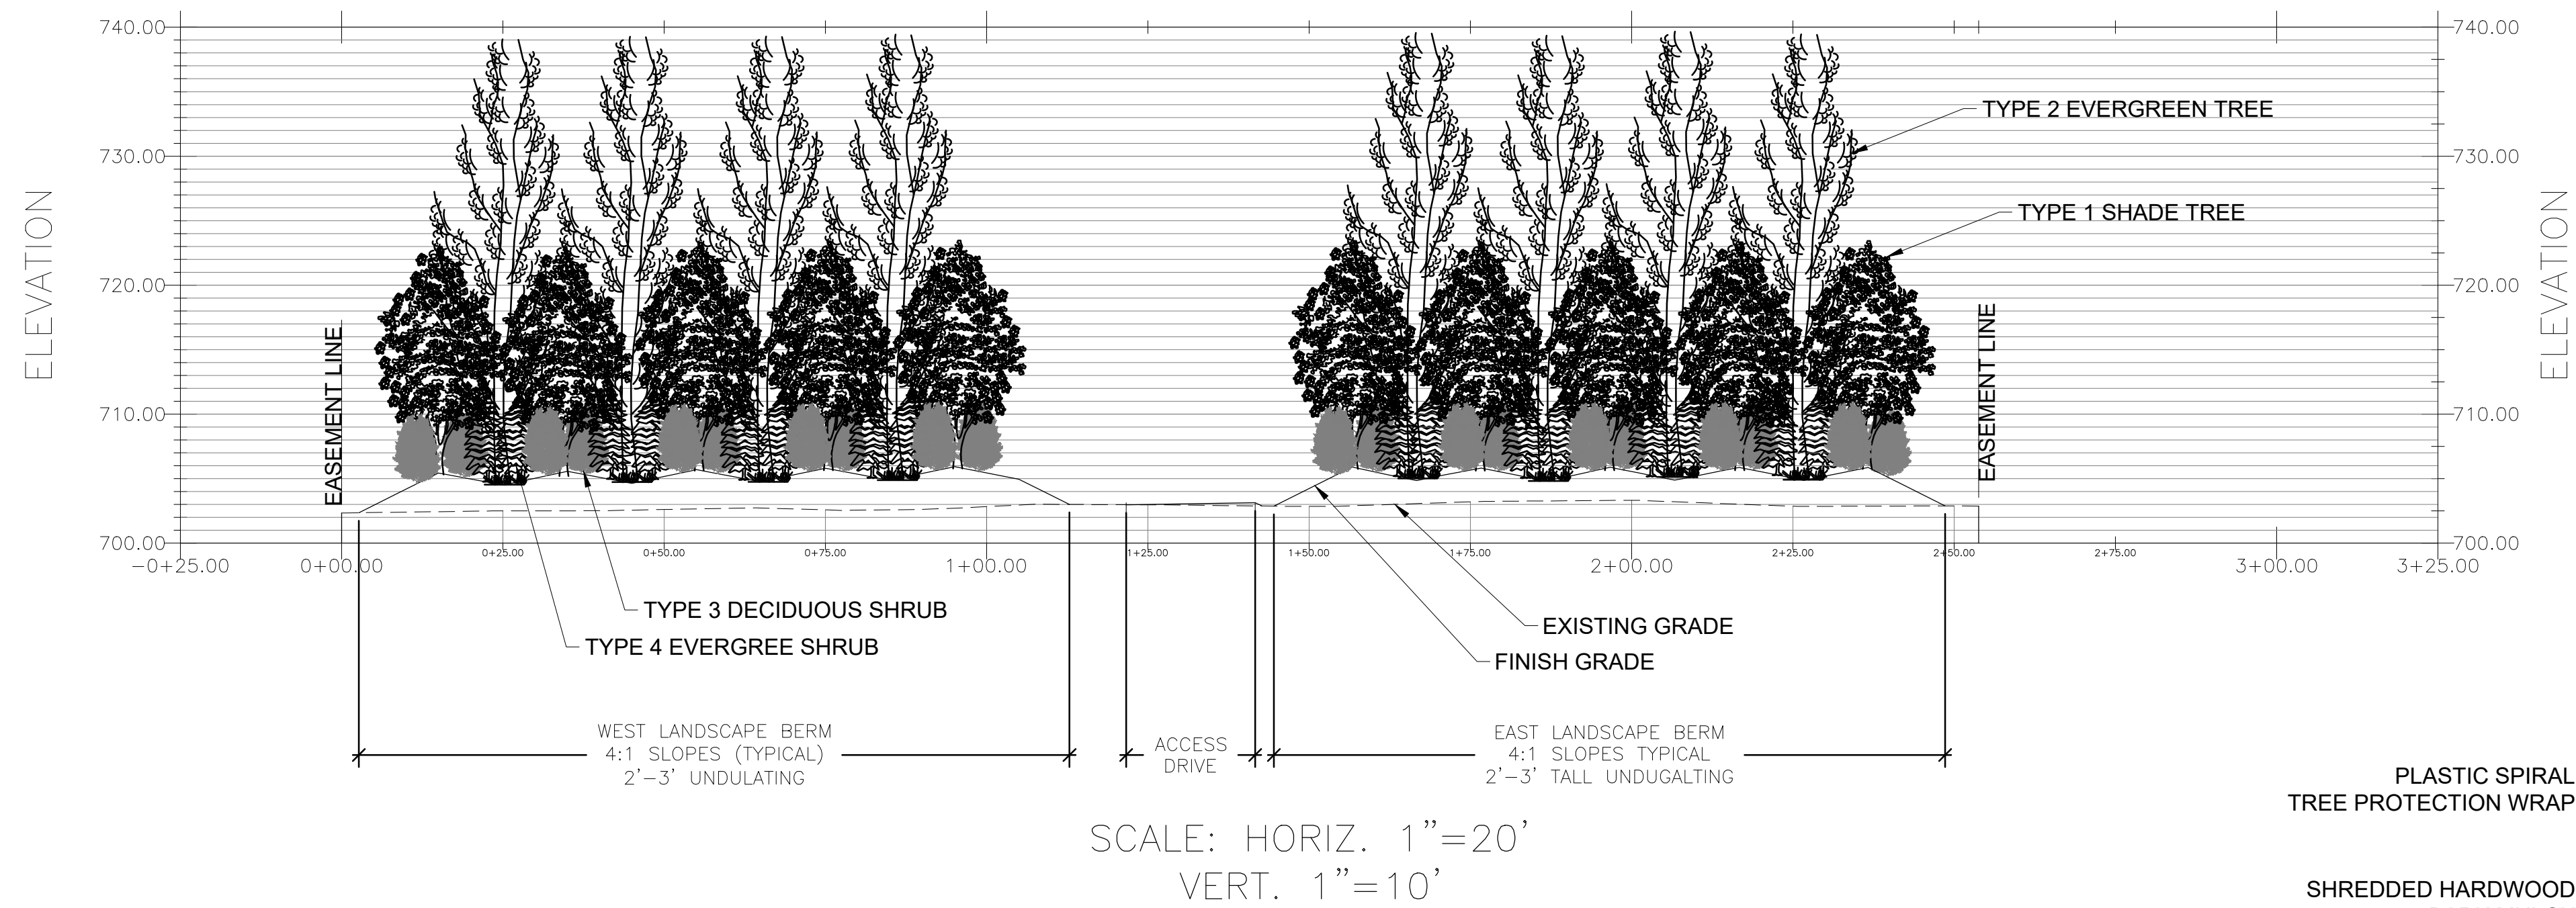 740.00
740.00
TYPE 2 EVERGREEN TREE
730.00
730.00
ELEVATION
ELEVATION
TYPE 1 SHADE TREE
720.00
720.00
EASEMENT LINE
EASEMENT LINE
710.00
710.00
700.00
700.00
0+25.00 0+50.00 0+75.00 1+25.00 1+50.00 1+75.00 2+25.00 2+50.00 2+75.00
-0+25.00 0+00.00 1+00.00 2+00.00 3+00.00 3+25.00
TYPE 3 DECIDUOUS SHRUB
TYPE 4 EVERGREE SHRUB
EXISTING GRADE
FINISH GRADE
WEST LANDSCAPE BERM
4:1 SLOPES (TYPICAL)
2'-3' UNDULATING
ACCESS
DRIVE
EAST LANDSCAPE BERM
4:1 SLOPES TYPICAL
2'-3' TALL UNDUGALTING
PLASTIC SPIRAL
TREE PROTECTION WRAP
SCALE: HORIZ. 1"=20'
VERT. 1"=10'
SHREDDED HARDWOOD